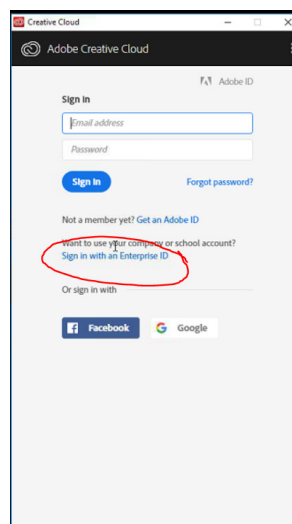 Creative Cloud
Adobe Creative Cloud
Adobe ID
Sign in
Email address
Password
Sign In
Forgot password?
Not a member yet? Get an Adobe ID
Want to use your company or school account?
Sign in with an Enterprise ID
Or sign in with
Facebook
Google